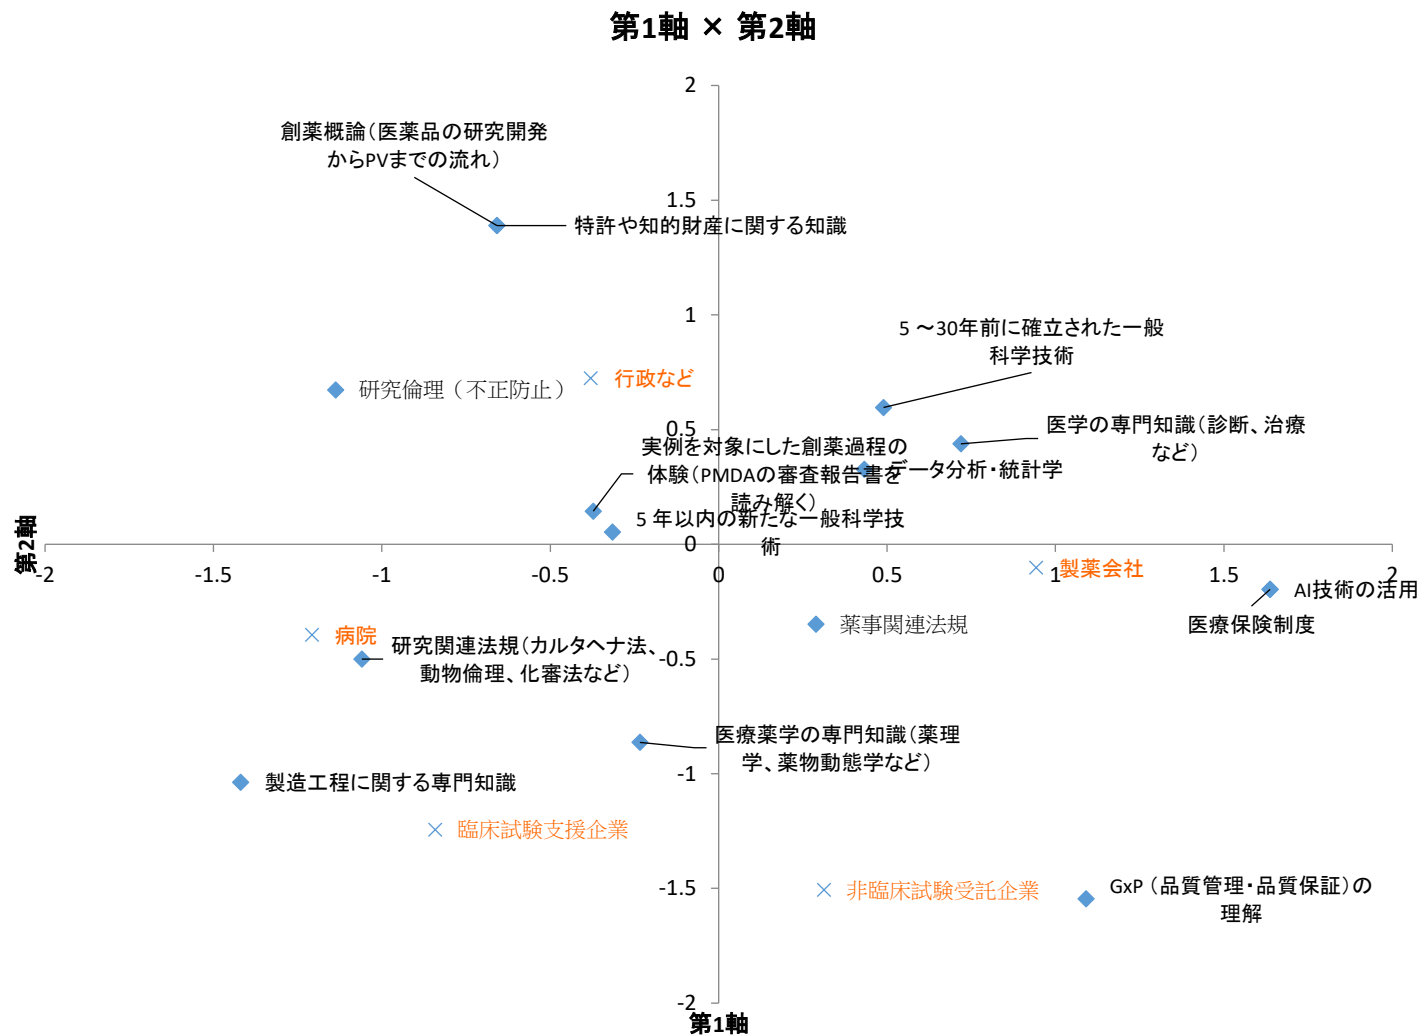 第1軸 × 第2軸
2
創薬概論（医薬品の研究開発
からPVまでの流れ）
1.5
特許や知的財産に関する知識
1
5 ～30年前に確立された一般
科学技術
行政など
研究倫理（不正防止）
0.5
医学の専門知識（診断、治療
など）
実例を対象にした創薬過程の
体験（PMDAの審査報告書を
読み解く）
データ分析・統計学
5 年以内の新たな一般科学技
術
第2軸
0
-2
-1.5
-1
-0.5
0
0.5
1
1.5
2
製薬会社
AI技術の活用
医療保険制度
薬事関連法規
病院
研究関連法規（カルタヘナ法、
動物倫理、化審法など）
-0.5
医療薬学の専門知識（薬理
学、薬物動態学など）
-1
製造工程に関する専門知識
臨床試験支援企業
-1.5
非臨床試験受託企業
GxP （品質管理・品質保証）の
理解
-2
第1軸